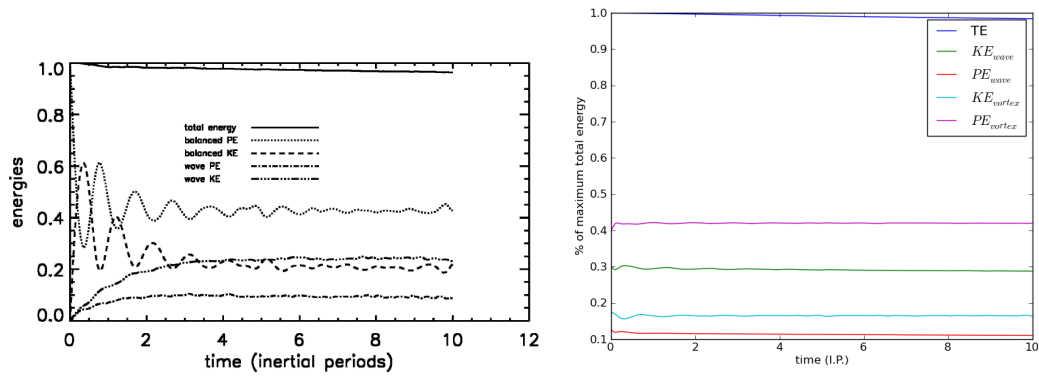 1.0
0.8
0.6
0.4
0.2
0.0
energies
total energy
balanced PE
balanced KE
wave PE
wave KE
0 2 4 6 8 10 12
time (inertial periods)
1.0
0.9
0.8
0.7
0.6
0.5
0.4
0.3
0.2
0.1
% of maximum total energy
TE
KE_wave
PE_wave
KE_vortex
PE_vortex
0 2 4 6 8 10
time (I.P.)